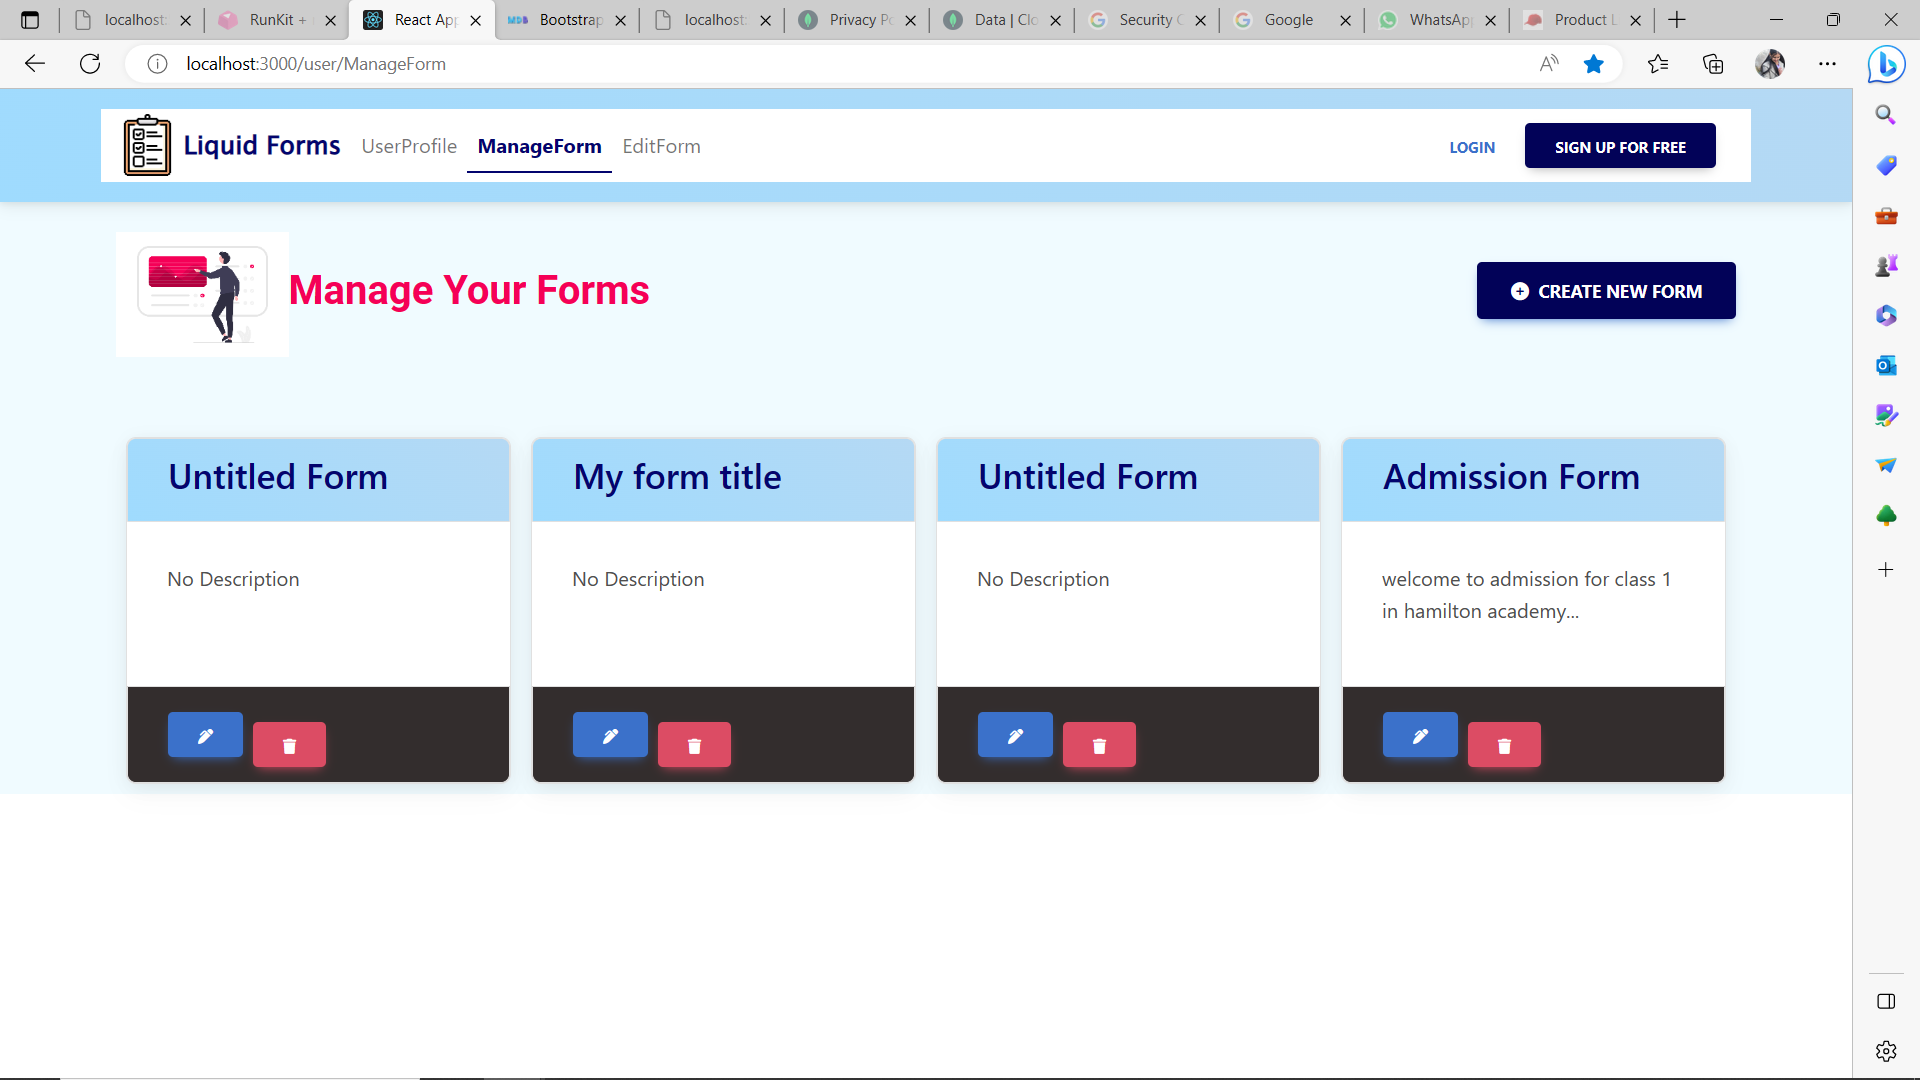 localhost: RunKit + React App Bootstrap localhost: Privacy Po Data | Clo Security Google WhatsApp Product L
localhost:3000/user/ManageForm
Liquid Forms UserProfile ManageForm EditForm LOGIN SIGN UP FOR FREE
Manage Your Forms CREATE NEW FORM
Untitled Form
No Description
My form title
No Description
Untitled Form
No Description
Admission Form
welcome to admission for class 1
in hamilton academy...